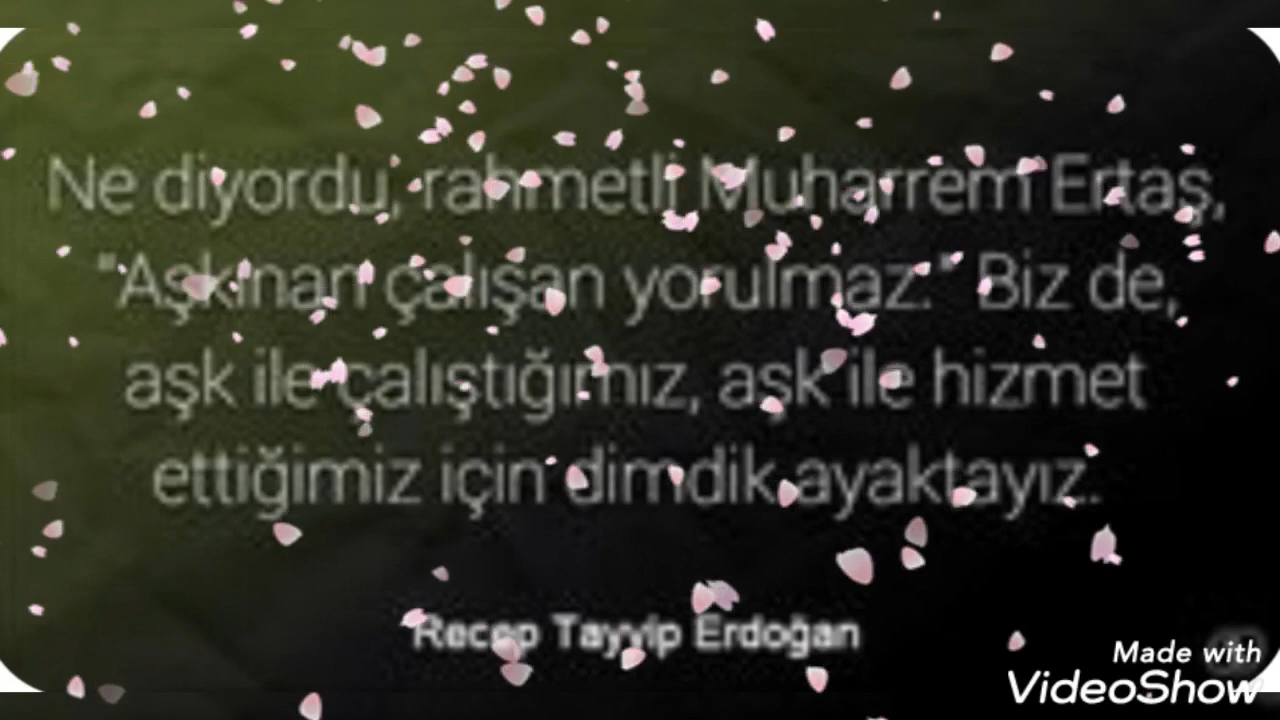 Ne diyordu, rahmetli Muharrem Ertaş,
"Aşkınan çalışan yorulmaz." Biz de,
aşk ile çalıştığımız, aşk ile hizmet
ettiğimiz için dimdik ayaktayız.
Recep Tayyip Erdoğan
Made with
VideoShow